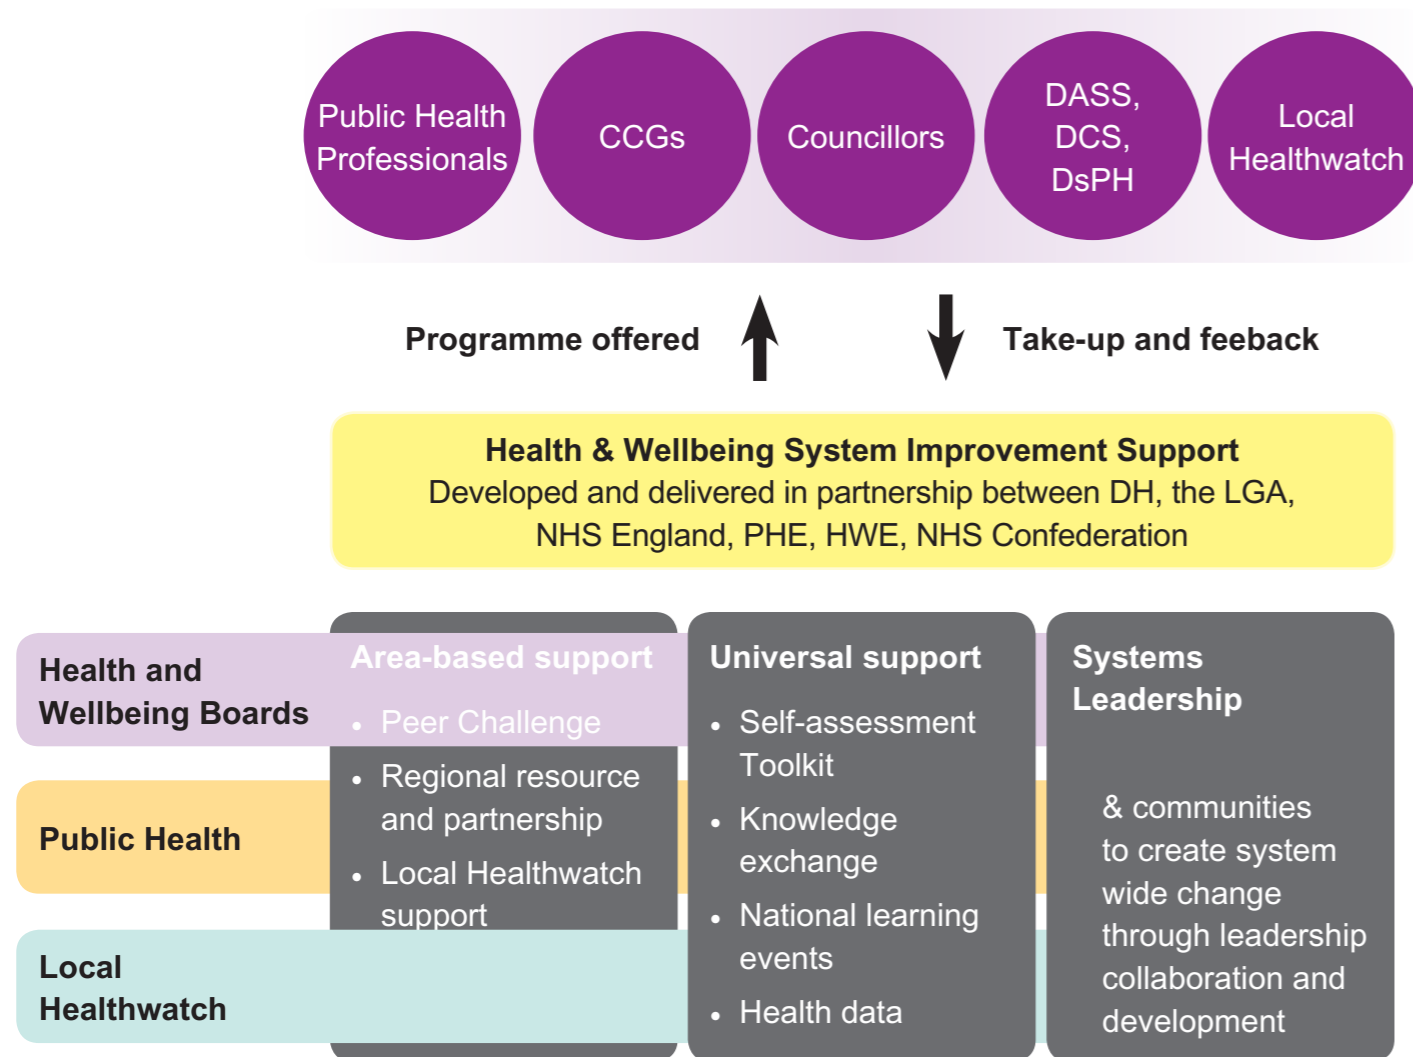 Public Health
Professionals
CCGs
Councillors
DASS,
DCS,
DsPH
Local
Healthwatch
Programme offered
Take-up and feeback
Health & Wellbeing System Improvement Support
Developed and delivered in partnership between DH, the LGA,
NHS England, PHE, HWE, NHS Confederation
Health and
Wellbeing Boards
Public Health
Local
Healthwatch
Area-based support
• Peer Challenge
• Regional resource
and partnership
• Local Healthwatch
support
Universal support
• Self-assessment
Toolkit
• Knowledge
exchange
• National learning
events
• Health data
Systems
Leadership
& communities
to create system
wide change
through leadership
collaboration and
development